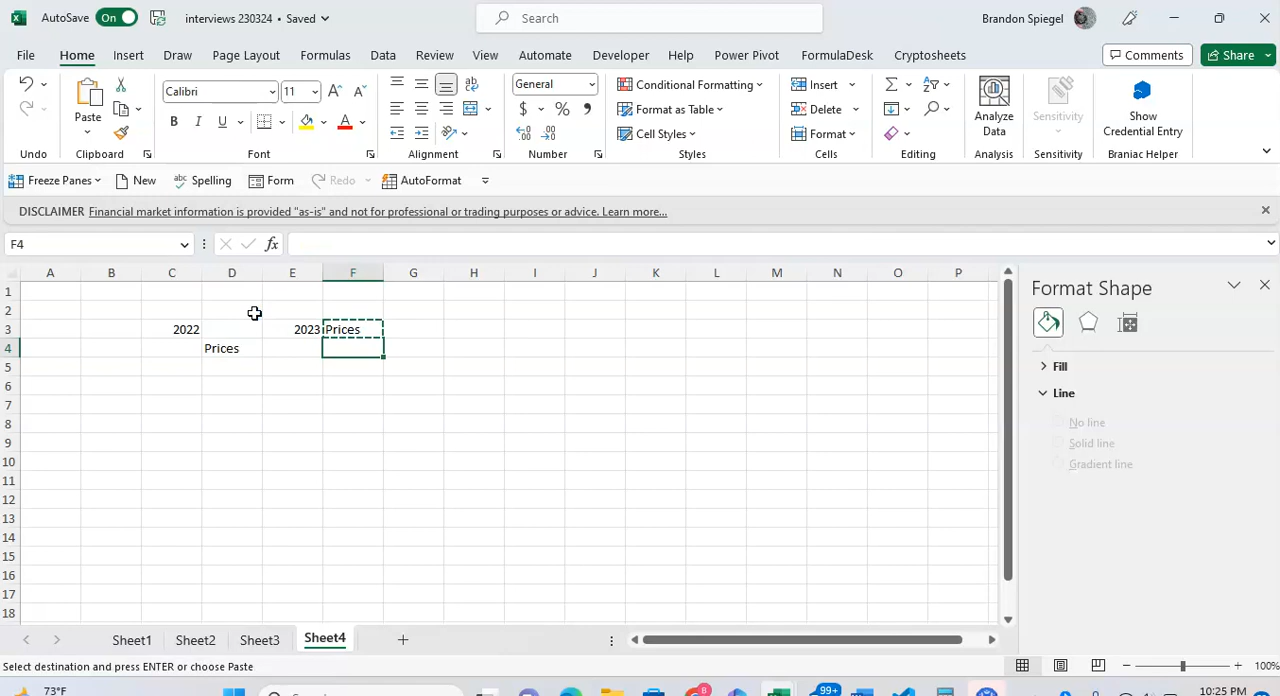 AutoSave On interviews 230324 • Saved Search Brandon Spiegel
File Home Insert Draw Page Layout Formulas Data Review View Automate Developer Help Power Pivot FormulaDesk Cryptosheets Comments Share
Calibri 11 General Conditional Formatting Insert
Paste Format as Table Delete Analyze Data Sensitivity Show Credential Entry
B I U A $ % Cell Styles Format
Undo Clipboard Font Alignment Number Styles Cells Editing Analysis Sensitivity Braniac Helper
Freeze Panes New Spelling Form Redo AutoFormat
DISCLAIMER Financial market information is provided "as-is" and not for professional or trading purposes or advice. Learn more...
F4 fx
A B C D E F G H I J K L M N O P
Format Shape
1
2
3 2022 2023 Prices
4 Prices
5
6
7
8
9
10
11
12
13
14
15
16
17
18
Fill
Line
No line
Solid line
Gradient line
Sheet1 Sheet2 Sheet3 Sheet4
Select destination and press ENTER or choose Paste 100%
73°F 8 99+ 10:25 PM